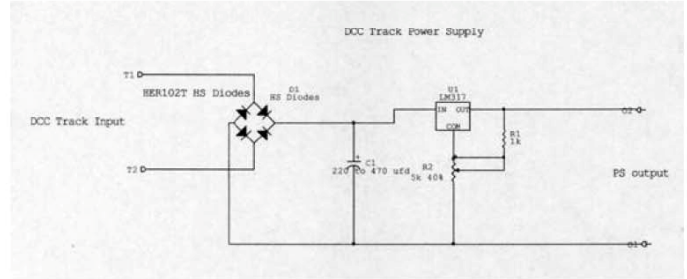 DCC Track Power Supply
T1
HER102T HS Diodes
D1
HS Diodes
DCC Track Input
T2
+
C1
220 to 470 ufd
U1
LM317
IN OUT
COM
R1
1k
R2
5k 40%
O2
PS output
O1